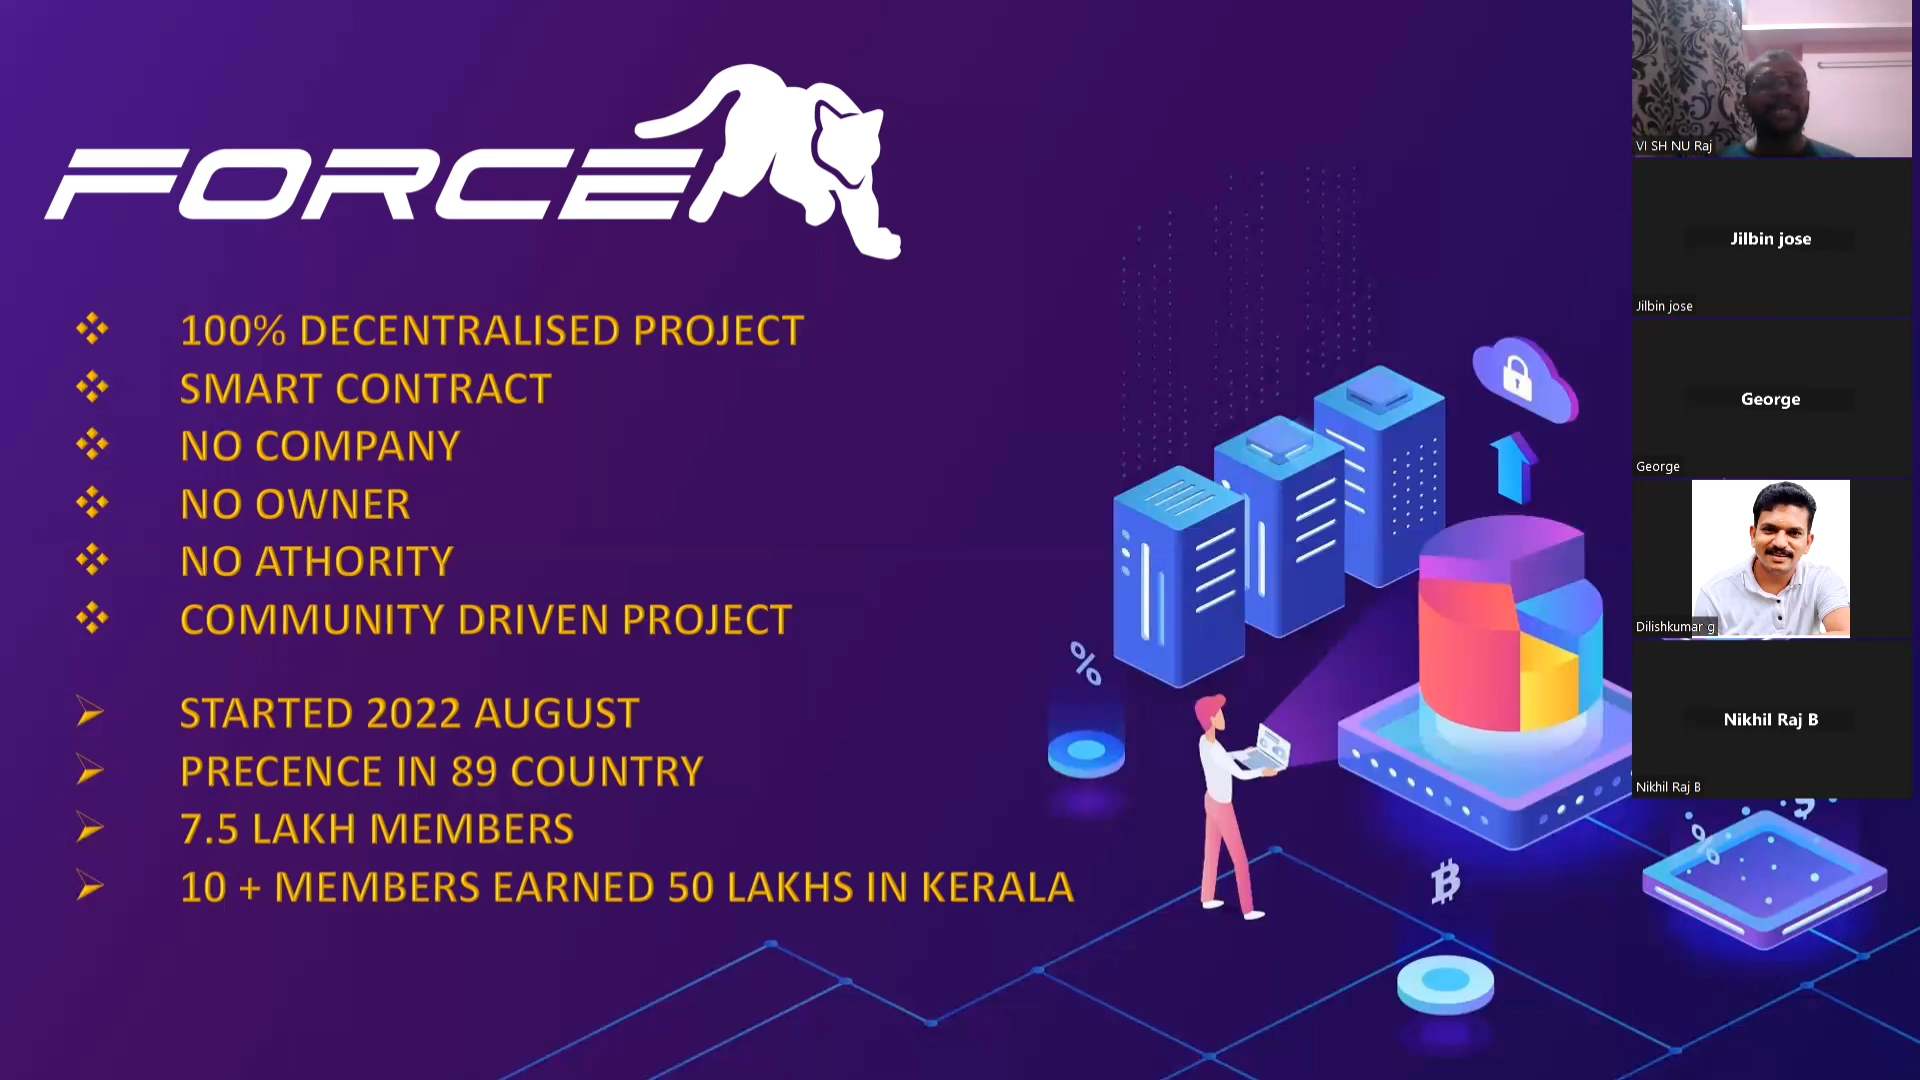 FORCE
100% DECENTRALISED PROJECT
SMART CONTRACT
NO COMPANY
NO OWNER
NO ATHORITY
COMMUNITY DRIVEN PROJECT
STARTED 2022 AUGUST
PRECENCE IN 89 COUNTRY
7.5 LAKH MEMBERS
10 + MEMBERS EARNED 50 LAKHS IN KERALA
%
%
$
VI SH NU Raj
Jilbin jose
Jilbin jose
George
George
Dilishkumar g
Nikhil Raj B
Nikhil Raj B